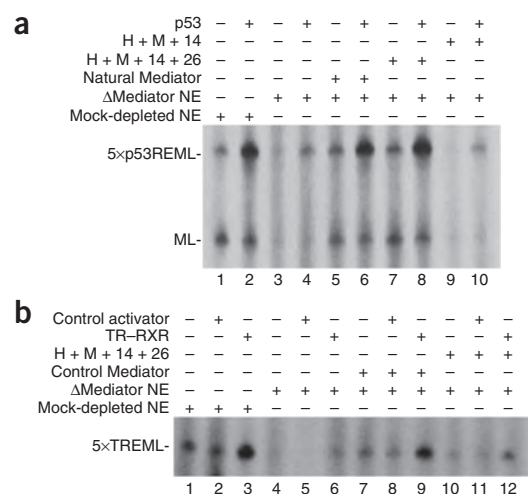 a
p53 − + − + − + − + − +
H + M + 14 − − − − − − − − + +
H + M + 14 + 26 − − − − − − + + − −
Natural Mediator − − − − + + − − − −
ΔMediator NE − − + + + + + + + +
Mock-depleted NE + + − − − − − − − −
5×p53REML-
ML-
1 2 3 4 5 6 7 8 9 10
b
Control activator − + − − + − − + − − + −
TR–RXR − − + − − + − − + − − +
H + M + 14 + 26 − − − − − − − − − + + +
Control Mediator − − − − − − + + + − − −
ΔMediator NE − − − + + + + + + + + +
Mock-depleted NE + + + − − − − − − − − −
5×TREML-
1 2 3 4 5 6 7 8 9 10 11 12